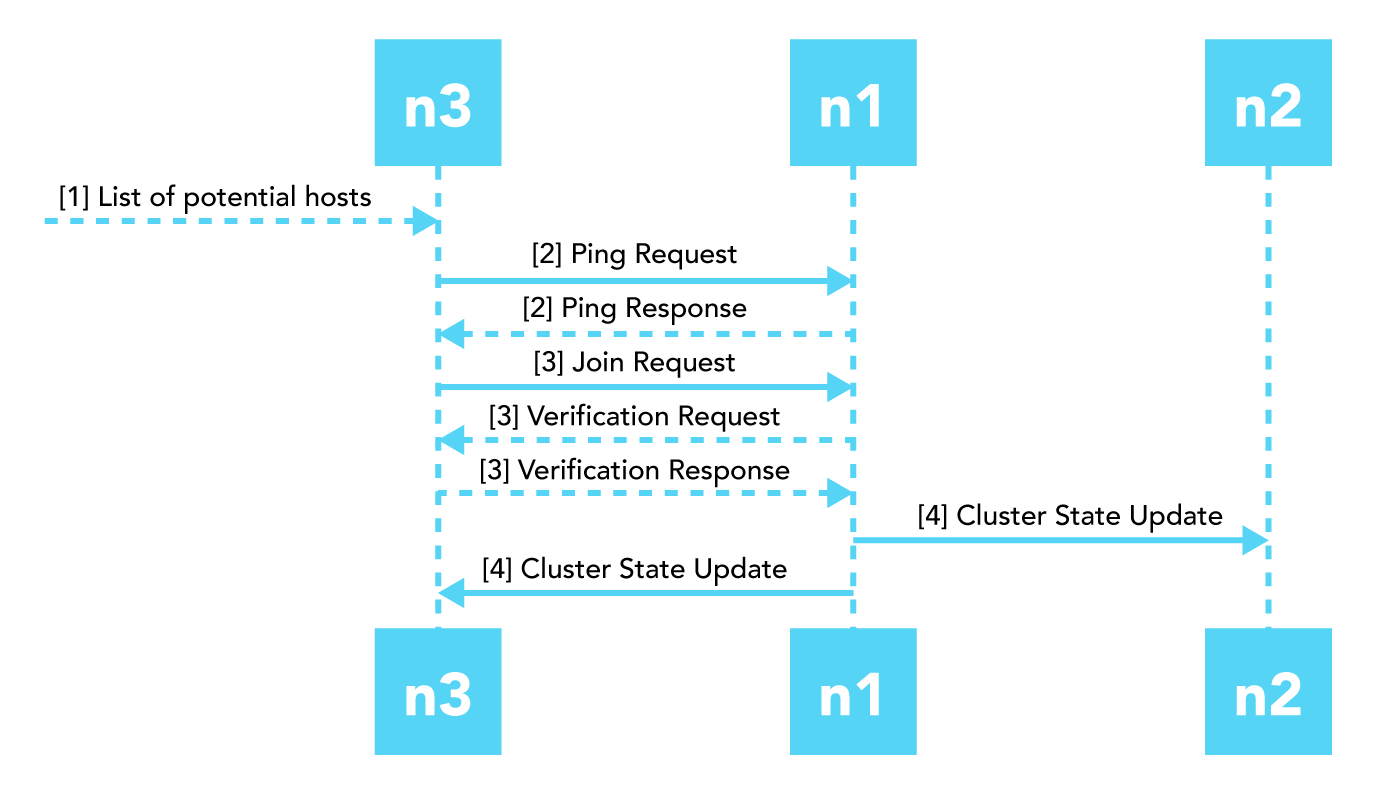 n3
n1
n2
[1] List of potential hosts
[2] Ping Request
[2] Ping Response
[3] Join Request
[3] Verification Request
[3] Verification Response
[4] Cluster State Update
[4] Cluster State Update
n3
n1
n2